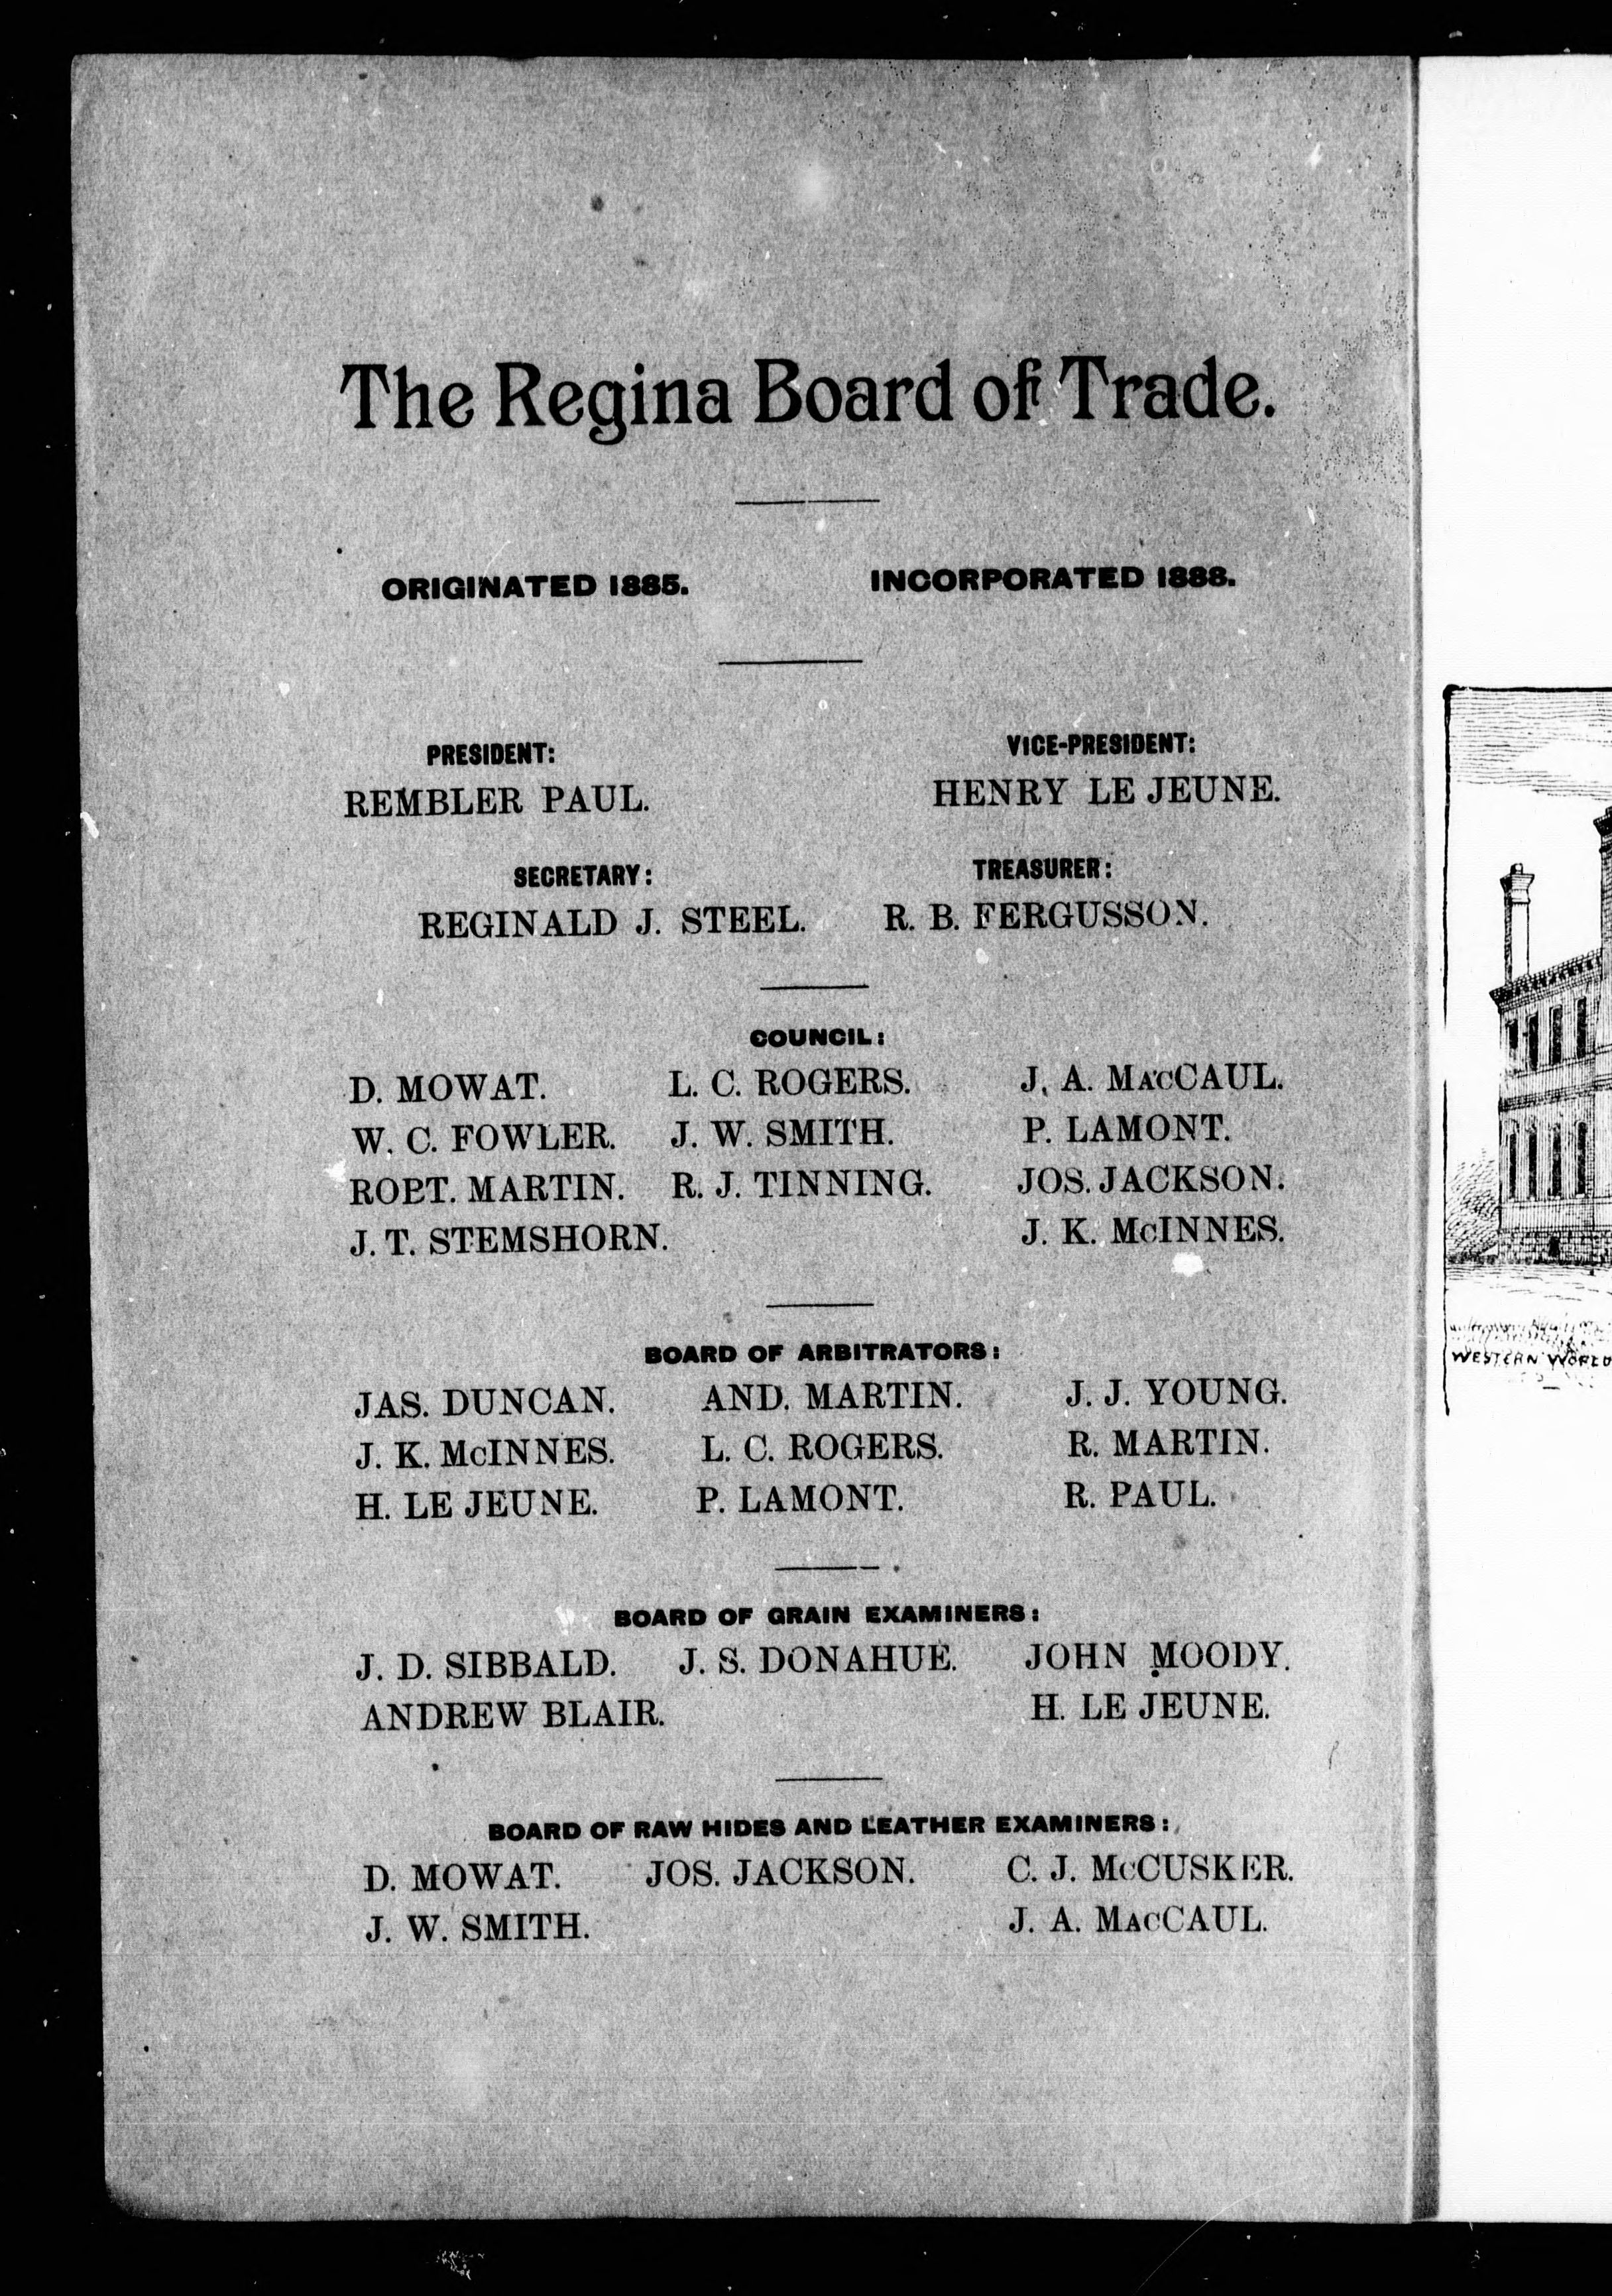 The Regina Board of Trade.
ORIGINATED 1885. INCORPORATED 1888.
PRESIDENT: VICE-PRESIDENT:
REMBLER PAUL. HENRY LE JEUNE.
SECRETARY: TREASURER:
REGINALD J. STEEL. R. B. FERGUSSON.
COUNCIL:
D. MOWAT. L. C. ROGERS. J. A. MACCAUL.
W. C. FOWLER. J. W. SMITH. P. LAMONT.
ROBT. MARTIN. R. J. TINNING. JOS. JACKSON.
J. T. STEMSHORN. J. K. McINNES.
BOARD OF ARBITRATORS:
JAS. DUNCAN. AND. MARTIN. J. J. YOUNG.
J. K. McINNES. L. C. ROGERS. R. MARTIN.
H. LE JEUNE. P. LAMONT. R. PAUL.
BOARD OF GRAIN EXAMINERS:
J. D. SIBBALD. J. S. DONAHUE. JOHN MOODY.
ANDREW BLAIR. H. LE JEUNE.
BOARD OF RAW HIDES AND LEATHER EXAMINERS:
D. MOWAT. JOS. JACKSON. C. J. McCUSKER.
J. W. SMITH. J. A. MACCAUL.
WESTERN WORLD